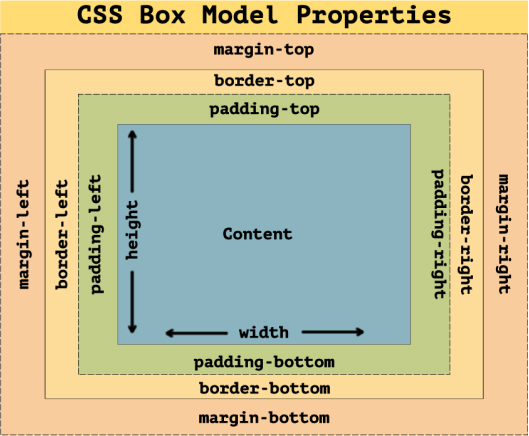 CSS Box Model Properties
margin-top
border-top
padding-top
margin-left
border-left
padding-left
height
Content
padding-right
border-right
margin-right
width
padding-bottom
border-bottom
margin-bottom